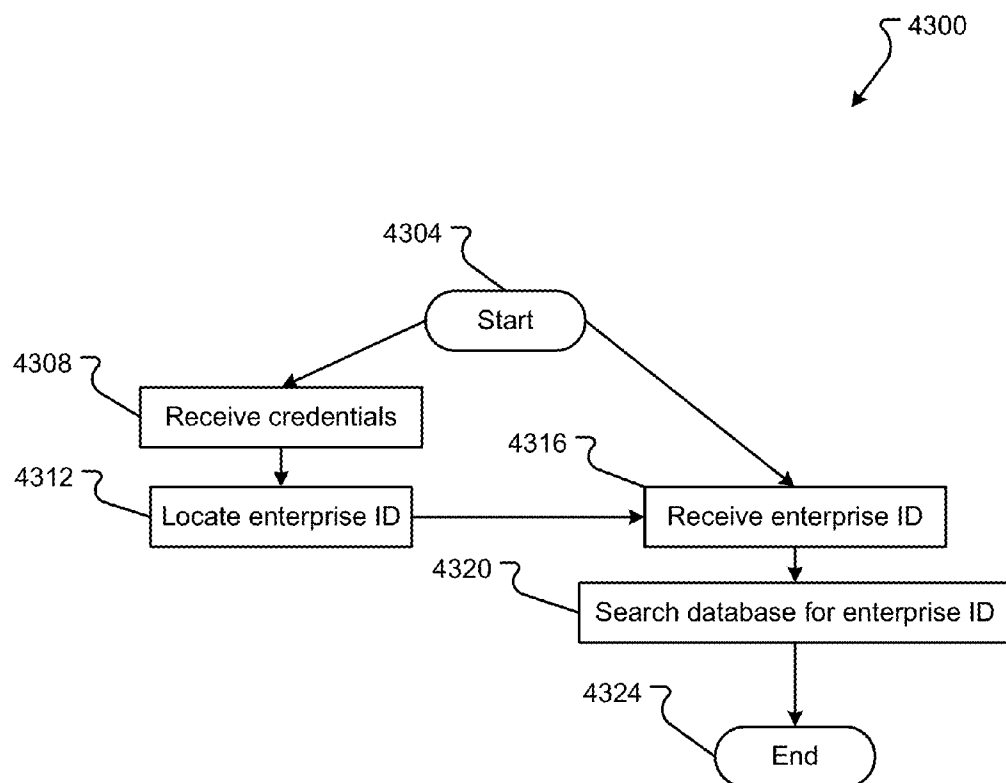 4300
4304
Start
4308
Receive credentials
4312
Locate enterprise ID
4316
Receive enterprise ID
4320
Search database for enterprise ID
4324
End